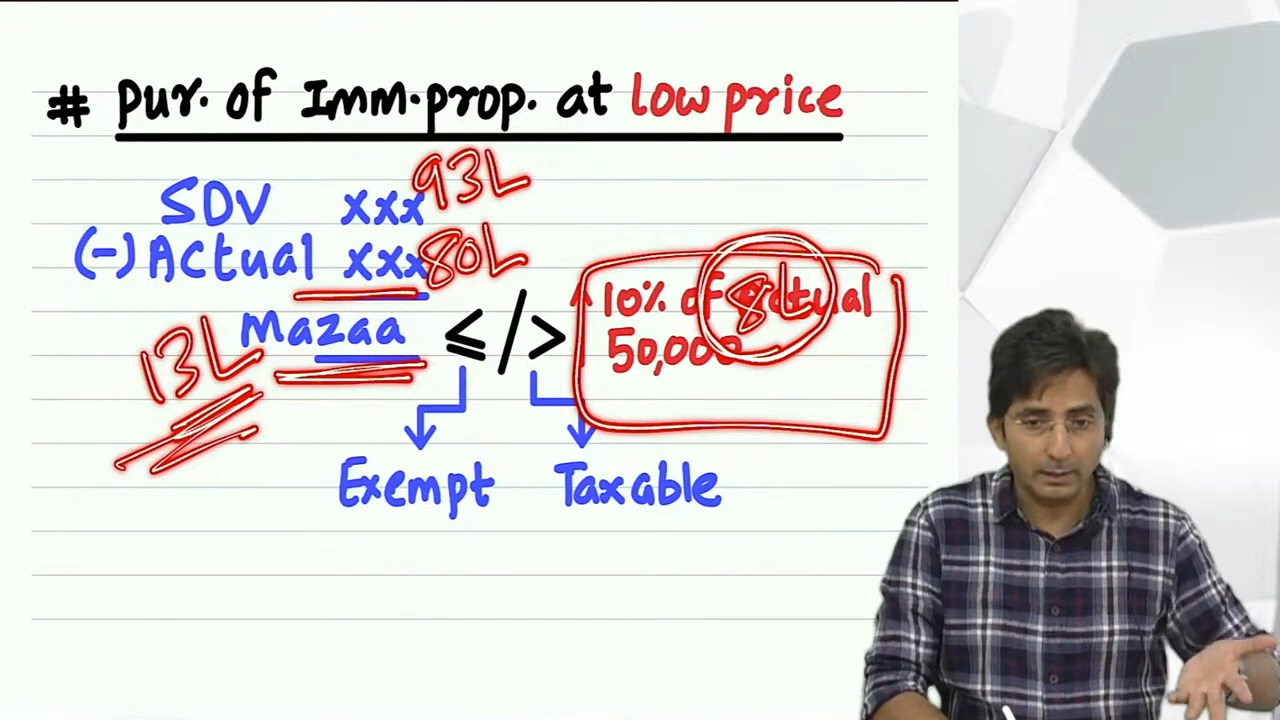 # Pur. of Imm.prop. at low price
SDV xxx 93L
(-) Actual xxx 80L
10% of Actual 8L
Mazaa ≤/> 50,000
13L
Exempt Taxable